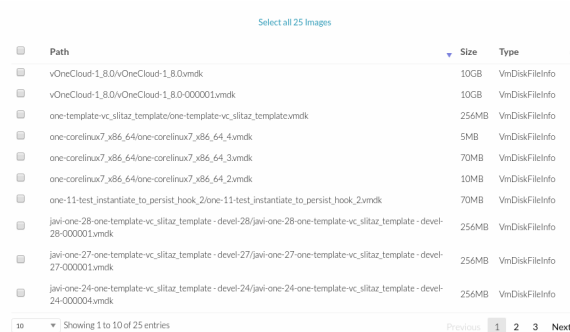 Select all 25 Images
Path Size Type
vOneCloud-1_8.0/vOneCloud-1_8.0.vmdk 10GB VmDiskFileInfo
vOneCloud-1_8.0/vOneCloud-1_8.0-000001.vmdk 10GB VmDiskFileInfo
one-template-vc_slitaz_template/one-template-vc_slitaz_template.vmdk 256MB VmDiskFileInfo
one-corelinux7_x86_64/one-corelinux7_x86_64_4.vmdk 5MB VmDiskFileInfo
one-corelinux7_x86_64/one-corelinux7_x86_64_3.vmdk 70MB VmDiskFileInfo
one-corelinux7_x86_64/one-corelinux7_x86_64_2.vmdk 10MB VmDiskFileInfo
one-11-test_instantiate_to_persist_hook_2/one-11-test_instantiate_to_persist_hook_2.vmdk 70MB VmDiskFileInfo
javi-one-28-one-template-vc_slitaz_template - devel-28/javi-one-28-one-template-vc_slitaz_template - devel-
28-000001.vmdk 256MB VmDiskFileInfo
javi-one-27-one-template-vc_slitaz_template - devel-27/javi-one-27-one-template-vc_slitaz_template - devel-
27-000001.vmdk 256MB VmDiskFileInfo
javi-one-24-one-template-vc_slitaz_template - devel-24/javi-one-24-one-template-vc_slitaz_template - devel-
24-000004.vmdk 256MB VmDiskFileInfo
10 Showing 1 to 10 of 25 entries Previous 1 2 3 Next